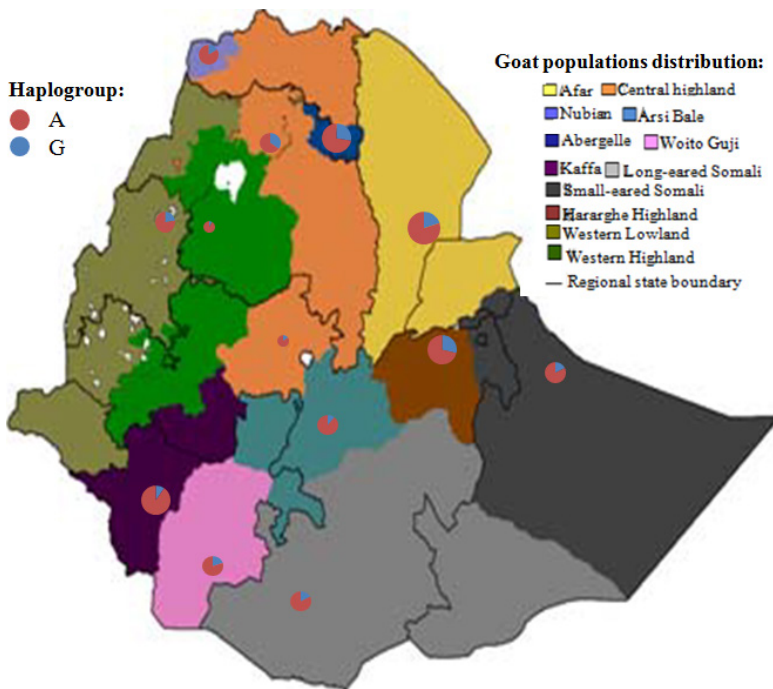 Goat populations distribution:
Haplogroup:
A
G
Afar Central highland
Nubian Arsi Bale
Abergelle Woito Guji
Kaffa Long-eared Somali
Small-eared Somali
Hararghe Highland
Western Lowland
Western Highland
Regional state boundary